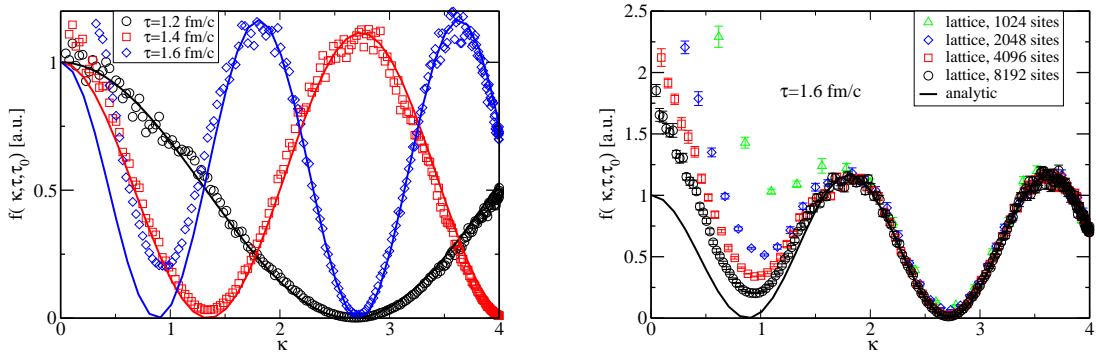 f( κ,τ,τ0) [a.u.]
1
0.5
0
τ=1.2 fm/c
τ=1.4 fm/c
τ=1.6 fm/c
0 1 2 3 4
κ
f( κ,τ,τ0) [a.u.]
2.5
2
1.5
1
0.5
0
lattice, 1024 sites
lattice, 2048 sites
lattice, 4096 sites
lattice, 8192 sites
analytic
τ=1.6 fm/c
0 1 2 3 4
κ